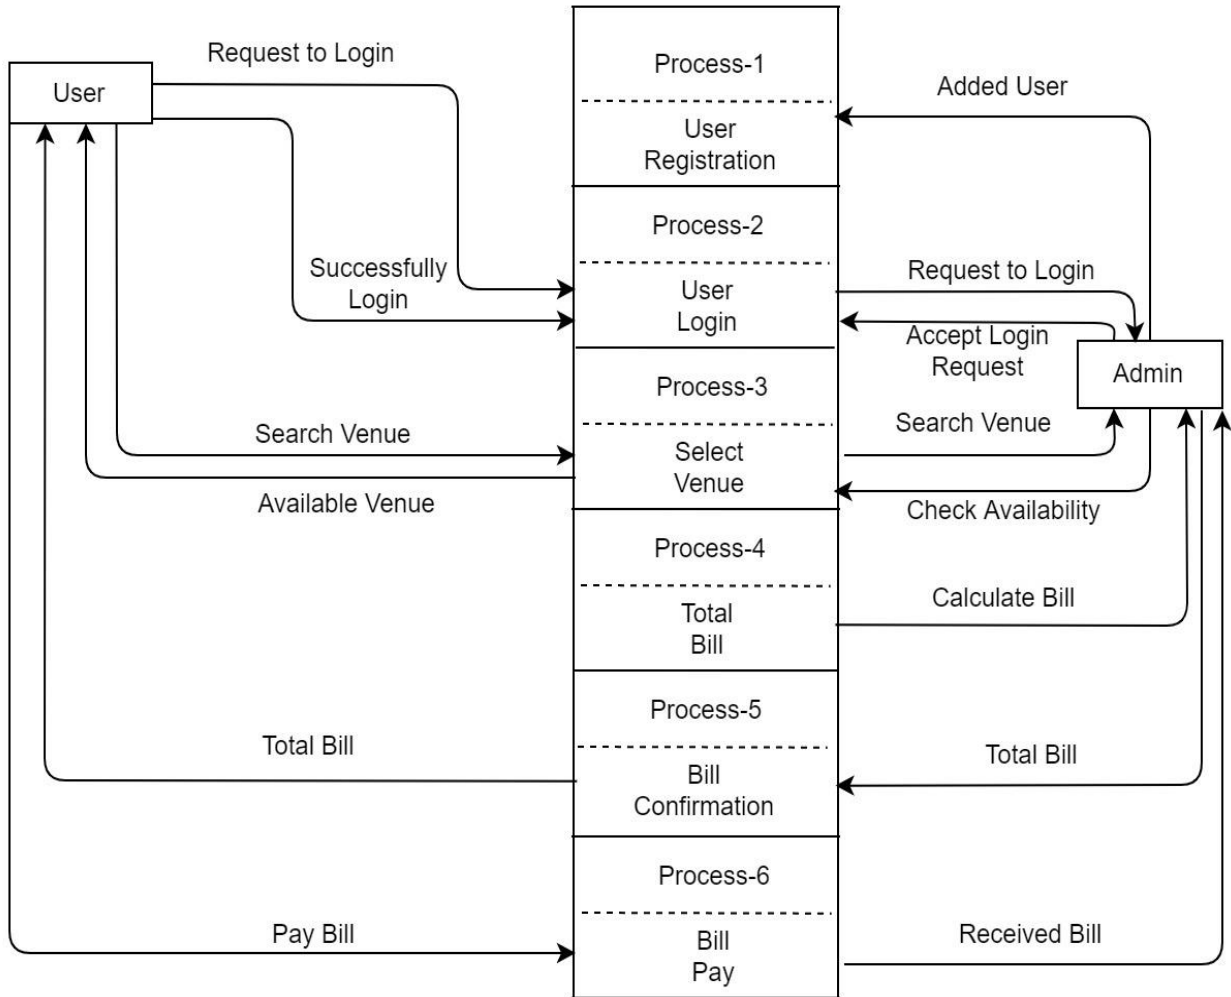 Request to Login
User
Process-1
User
Registration
Added User
Process-2
User
Login
Successfully
Login
Request to Login
Accept Login
Request
Admin
Process-3
Select
Venue
Search Venue
Available Venue
Search Venue
Check Availability
Process-4
Total
Bill
Calculate Bill
Process-5
Bill
Confirmation
Total Bill
Total Bill
Process-6
Bill
Pay
Pay Bill
Received Bill